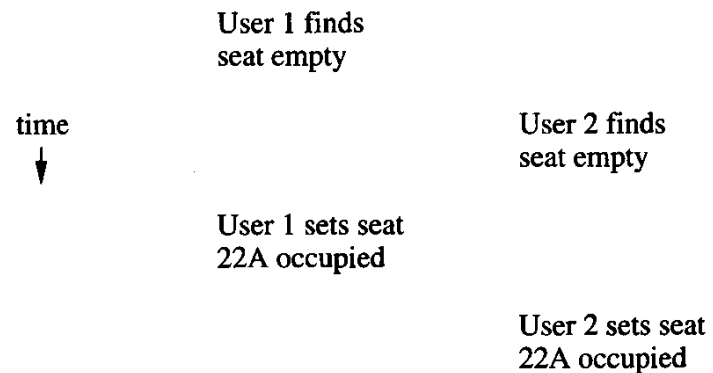 User 1 finds
seat empty
time
User 2 finds
seat empty
User 1 sets seat
22A occupied
User 2 sets seat
22A occupied